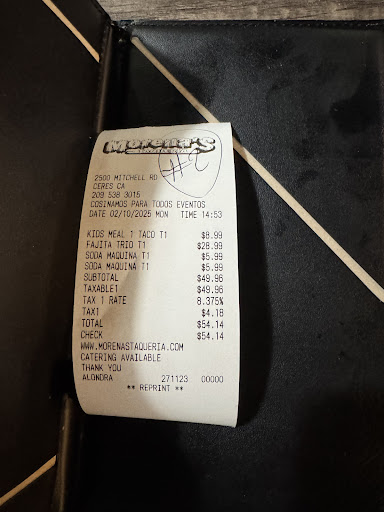 Morena's
#2
2500 MITCHELL RD
CERES CA
209 538 3015
COSINAMOS PARA TODOS EVENTOS
DATE 02/10/2025 MON TIME 14:53
KIDS MEAL 1 TACO T1 $8.99
FAJITA TRIO T1 $28.99
SODA MAQUINA T1 $5.99
SODA MAQUINA T1 $5.99
SUBTOTAL $49.96
TAXABLE1 $49.96
TAX 1 RATE 8.375%
TAX1 $4.18
TOTAL $54.14
CHECK $54.14
WWW.MORENASTAQUERIA.COM
CATERING AVAILABLE
THANK YOU
ALONDRA 271123 00000
** REPRINT **